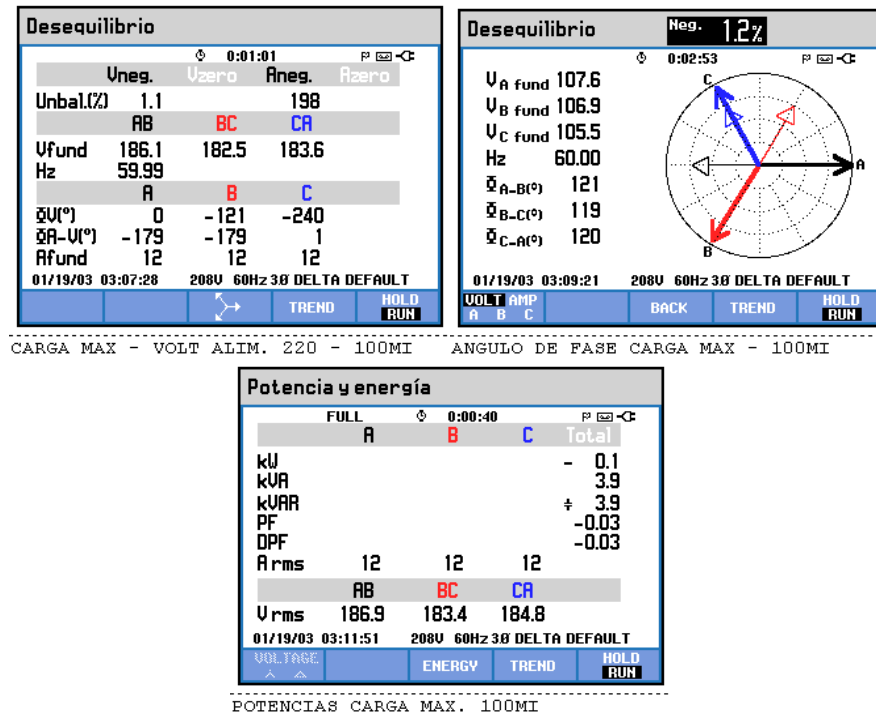 Desequilibrio
0:01:01
Vneg. Vzero Aneg. Azero
Unbal.(%) 1.1 198
AB BC CA
Vfund 186.1 182.5 183.6
Hz 59.99
A B C
ΦV(°) 0 -121 -240
ΦA-V(°) -179 -179 1
Afund 12 12 12
01/19/03 03:07:28 208V 60Hz 3Ø DELTA DEFAULT
TREND HOLD
RUN
CARGA MAX - VOLT ALIM. 220 - 100MI
Desequilibrio Neg. 1.2%
0:02:53
V A fund 107.6
V B fund 106.9
V C fund 105.5
Hz 60.00
Φ A-B(°) 121
Φ B-C(°) 119
Φ C-A(°) 120
C
A
B
01/19/03 03:09:21 208V 60Hz 3Ø DELTA DEFAULT
VOLT AMP
A B C BACK TREND HOLD
RUN
ANGULO DE FASE CARGA MAX - 100MI
Potencia y energía
FULL 0:00:40
A B C Total
kW - 0.1
kVA 3.9
kVAR 3.9
PF -0.03
DPF -0.03
A rms 12 12 12
AB BC CA
V rms 186.9 183.4 184.8
01/19/03 03:11:51 208V 60Hz 3Ø DELTA DEFAULT
VOLTAGE ENERGY TREND HOLD
RUN
POTENCIAS CARGA MAX. 100MI